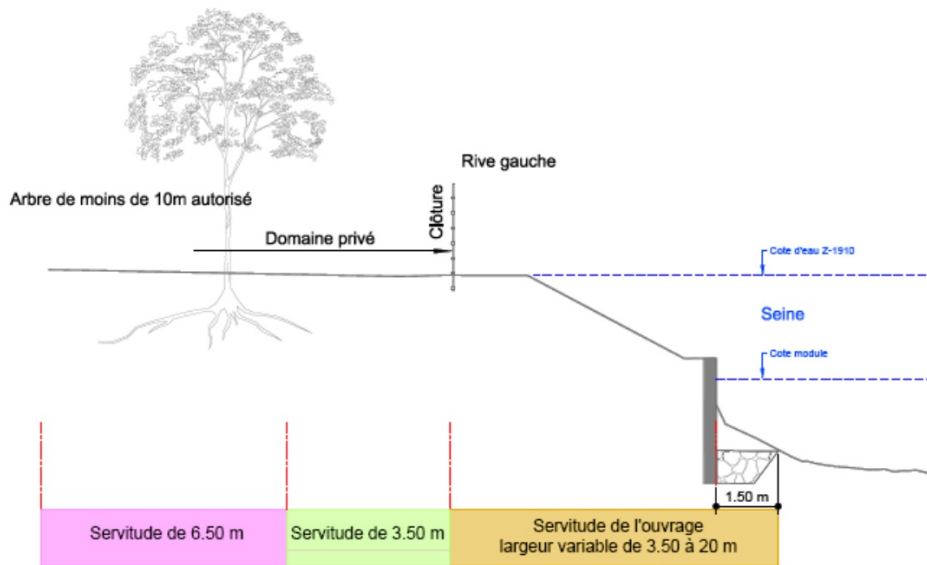 Rive gauche
Arbre de moins de 10m autorisé
Clôture
Domaine privé
Cote d'eau Z-1910
Seine
Cote module
1.50 m
Servitude de 6.50 m
Servitude de 3.50 m
Servitude de l'ouvrage
largeur variable de 3.50 à 20 m